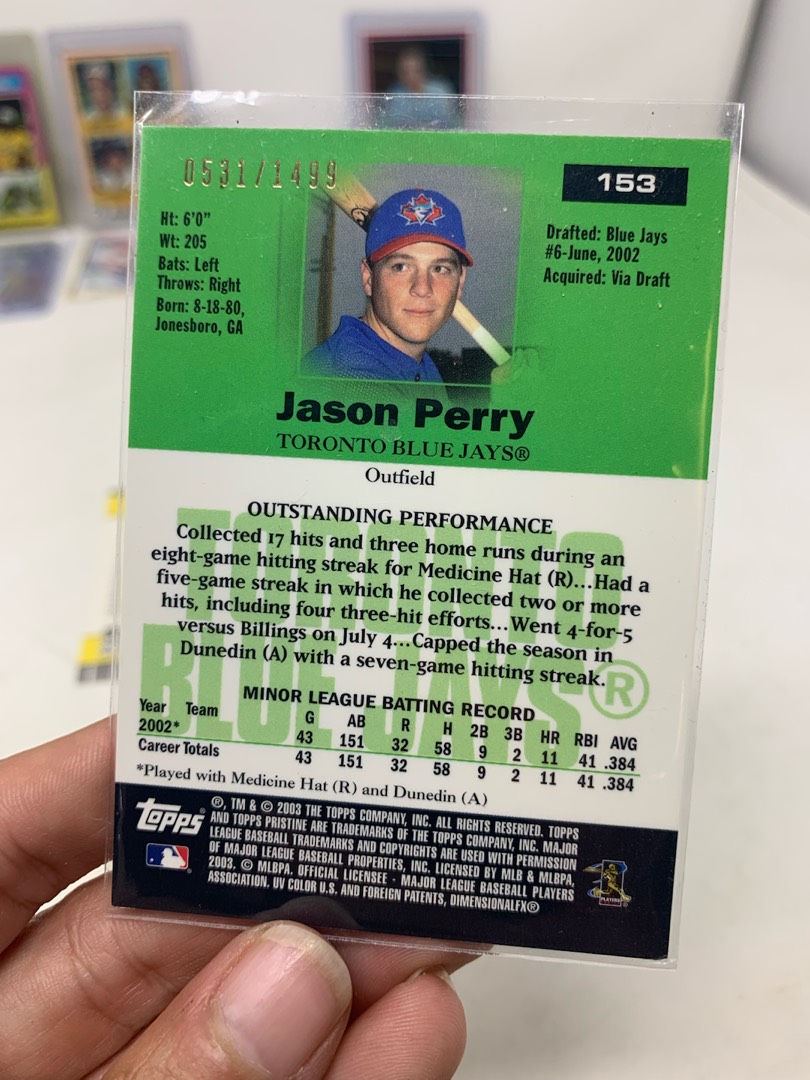 0531/1499
153
Ht: 6'0"
Wt: 205
Bats: Left
Throws: Right
Born: 8-18-80,
Jonesboro, GA
Drafted: Blue Jays
#6-June, 2002
Acquired: Via Draft
Jason Perry
TORONTO BLUE JAYS®
Outfield
TORONTO
BLUE JAYS®
OUTSTANDING PERFORMANCE
Collected 17 hits and three home runs during an
eight-game hitting streak for Medicine Hat (R)...Had a
five-game streak in which he collected two or more
hits, including four three-hit efforts...Went 4-for-5
versus Billings on July 4...Capped the season in
Dunedin (A) with a seven-game hitting streak.
MINOR LEAGUE BATTING RECORD
Year Team G AB R H 2B 3B HR RBI AVG
2002* 43 151 32 58 9 2 11 41 .384
Career Totals 43 151 32 58 9 2 11 41 .384
*Played with Medicine Hat (R) and Dunedin (A)
Topps®
®, TM & © 2003 THE TOPPS COMPANY, INC. ALL RIGHTS RESERVED. TOPPS
AND TOPPS PRISTINE ARE TRADEMARKS OF THE TOPPS COMPANY, INC. MAJOR
LEAGUE BASEBALL TRADEMARKS AND COPYRIGHTS ARE USED WITH PERMISSION
OF MAJOR LEAGUE BASEBALL PROPERTIES, INC. LICENSED BY MLB & MLBPA,
2003. © MLBPA. OFFICIAL LICENSEE - MAJOR LEAGUE BASEBALL PLAYERS
ASSOCIATION. UV COLOR U.S. AND FOREIGN PATENTS, DIMENSIONALFX®
PLAYERS